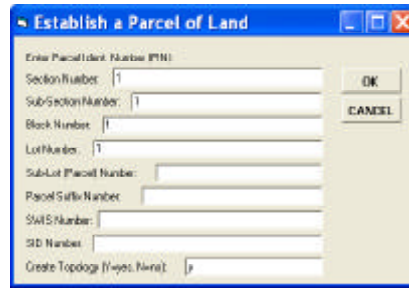 Establish a Parcel of Land
Enter Parcel Ident. Number (PIN)
Section Number: 1
OK
Sub-Section Number: 1
CANCEL
Block Number: 1
Lot Number: 1
Sub-Lot (Parcel) Number:
Parcel Suffix Number:
SWIS Number:
SID Number:
Create Topology (Y=yes, N=no): y